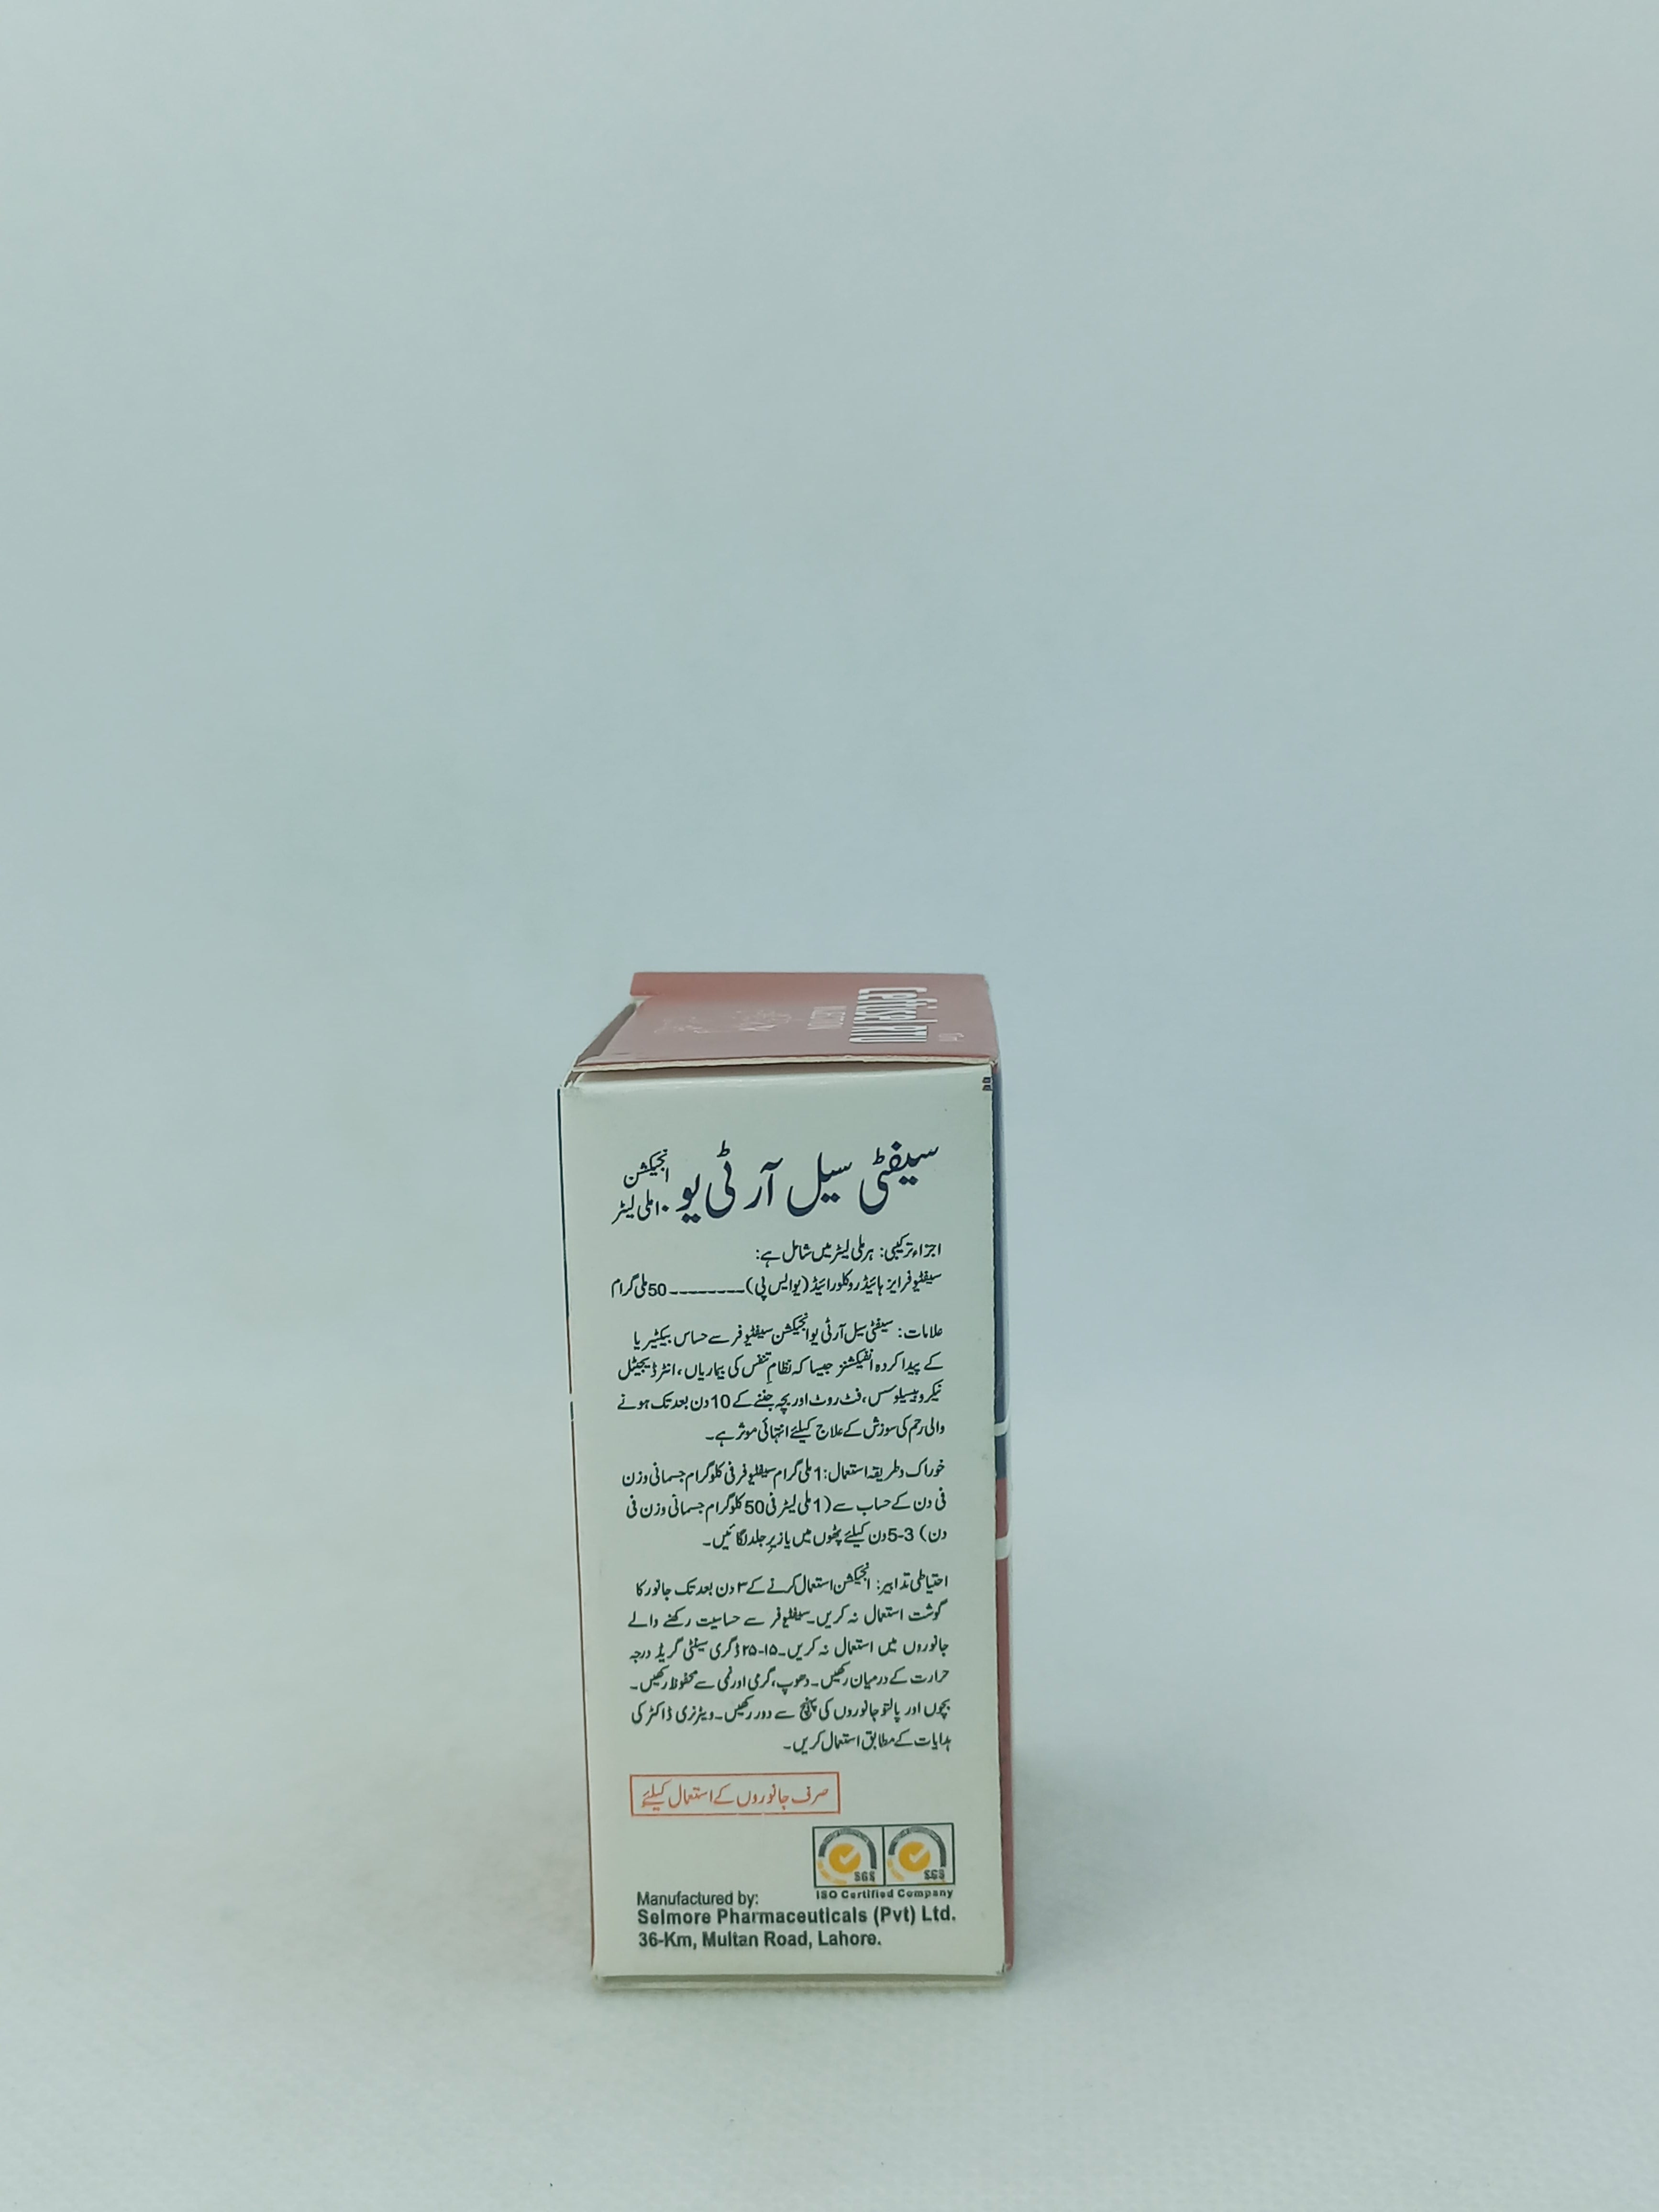 Ceftisel RTU
INJECTION
سیفٹی سیل آر ٹی یو انجیکشن
۱۰ ملی لیٹر
اجزاء ترکیبی: ہر ملی لیٹر میں شامل ہے:
سیفٹیوفرایز ہائیڈروکلورائیڈ (یو ایس پی)--------50 ملی گرام
علامات: سیفٹی سیل آر ٹی یو انجیکشن سیفٹیوفر سے حساس بیکٹیریا
کے پیدا کردہ انفیکشنز جیسا کہ نظامِ تنفس کی بیماریاں، انٹرڈیجیٹل
نیکروبیسیلوسس، فٹ روٹ اور بچہ جننے کے 10 دن بعد تک ہونے
والی رحم کی سوزش کے علاج کیلئے انتہائی موثر ہے۔
خوراک و طریقہ استعمال: 1 ملی گرام سیفٹیوفر فی کلوگرام جسمانی وزن
فی دن کے حساب سے (1 ملی لیٹر فی 50 کلوگرام جسمانی وزن فی
دن) 3-5 دن کیلئے پٹھوں میں یا زیرِ جلد لگائیں۔
احتیاطی تدابیر: انجیکشن استعمال کرنے کے ۳ دن بعد تک جانور کا
گوشت استعمال نہ کریں۔ سیفٹیوفر سے حساسیت رکھنے والے
جانوروں میں استعمال نہ کریں۔ ۱۵-۲۵ ڈگری سینٹی گریڈ درجہ
حرارت کے درمیان رکھیں۔ دھوپ، گرمی اور نمی سے محفوظ رکھیں۔
بچوں اور پالتو جانوروں کی پہنچ سے دور رکھیں۔ ویٹرنری ڈاکٹر کی
ہدایات کے مطابق استعمال کریں۔
صرف جانوروں کے استعمال کیلئے
SGS SGS
ISO Certified Company
Manufactured by:
Selmore Pharmaceuticals (Pvt) Ltd.
36-Km, Multan Road, Lahore.